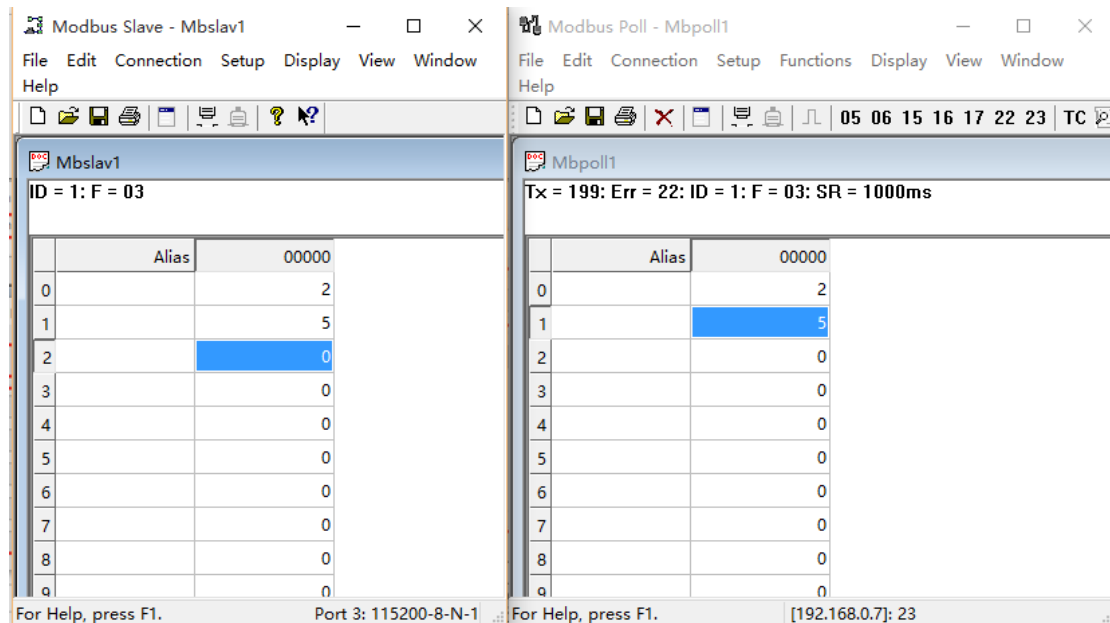 Modbus Slave - Mbslav1
File Edit Connection Setup Display View Window
Help
Mbslav1
ID = 1: F = 03
Alias 00000
0 2
1 5
2 0
3 0
4 0
5 0
6 0
7 0
8 0
9 0
For Help, press F1. Port 3: 115200-8-N-1
Modbus Poll - Mbpoll1
File Edit Connection Setup Functions Display View Window
Help
05 06 15 16 17 22 23 TC
Mbpoll1
Tx = 199: Err = 22: ID = 1: F = 03: SR = 1000ms
Alias 00000
0 2
1 5
2 0
3 0
4 0
5 0
6 0
7 0
8 0
9 0
For Help, press F1. [192.168.0.7]: 23